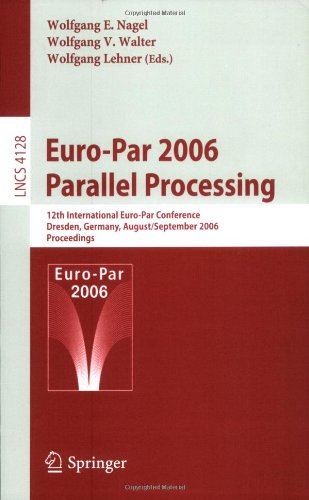 Wolfgang E. Nagel
Wolfgang V. Walter
Wolfgang Lehner (Eds.)
LNCS 4128
Euro-Par 2006
Parallel Processing
12th International Euro-Par Conference
Dresden, Germany, August/September 2006
Proceedings
Euro-Par
2006
Springer